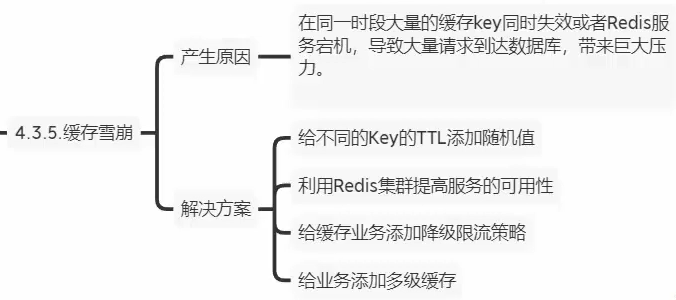 在同一时段大量的缓存key同时失效或者Redis服
务宕机，导致大量请求到达数据库，带来巨大压
力。
产生原因
4.3.5.缓存雪崩
给不同的Key的TTL添加随机值
利用Redis集群提高服务的可用性
解决方案
给缓存业务添加降级限流策略
给业务添加多级缓存